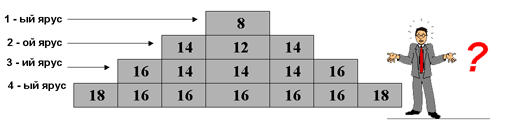 1 - ый ярус 8
2 - ой ярус 14 12 14
3 - ий ярус 16 14 14 14 16
4 - ый ярус 18 16 16 16 16 16 18
?